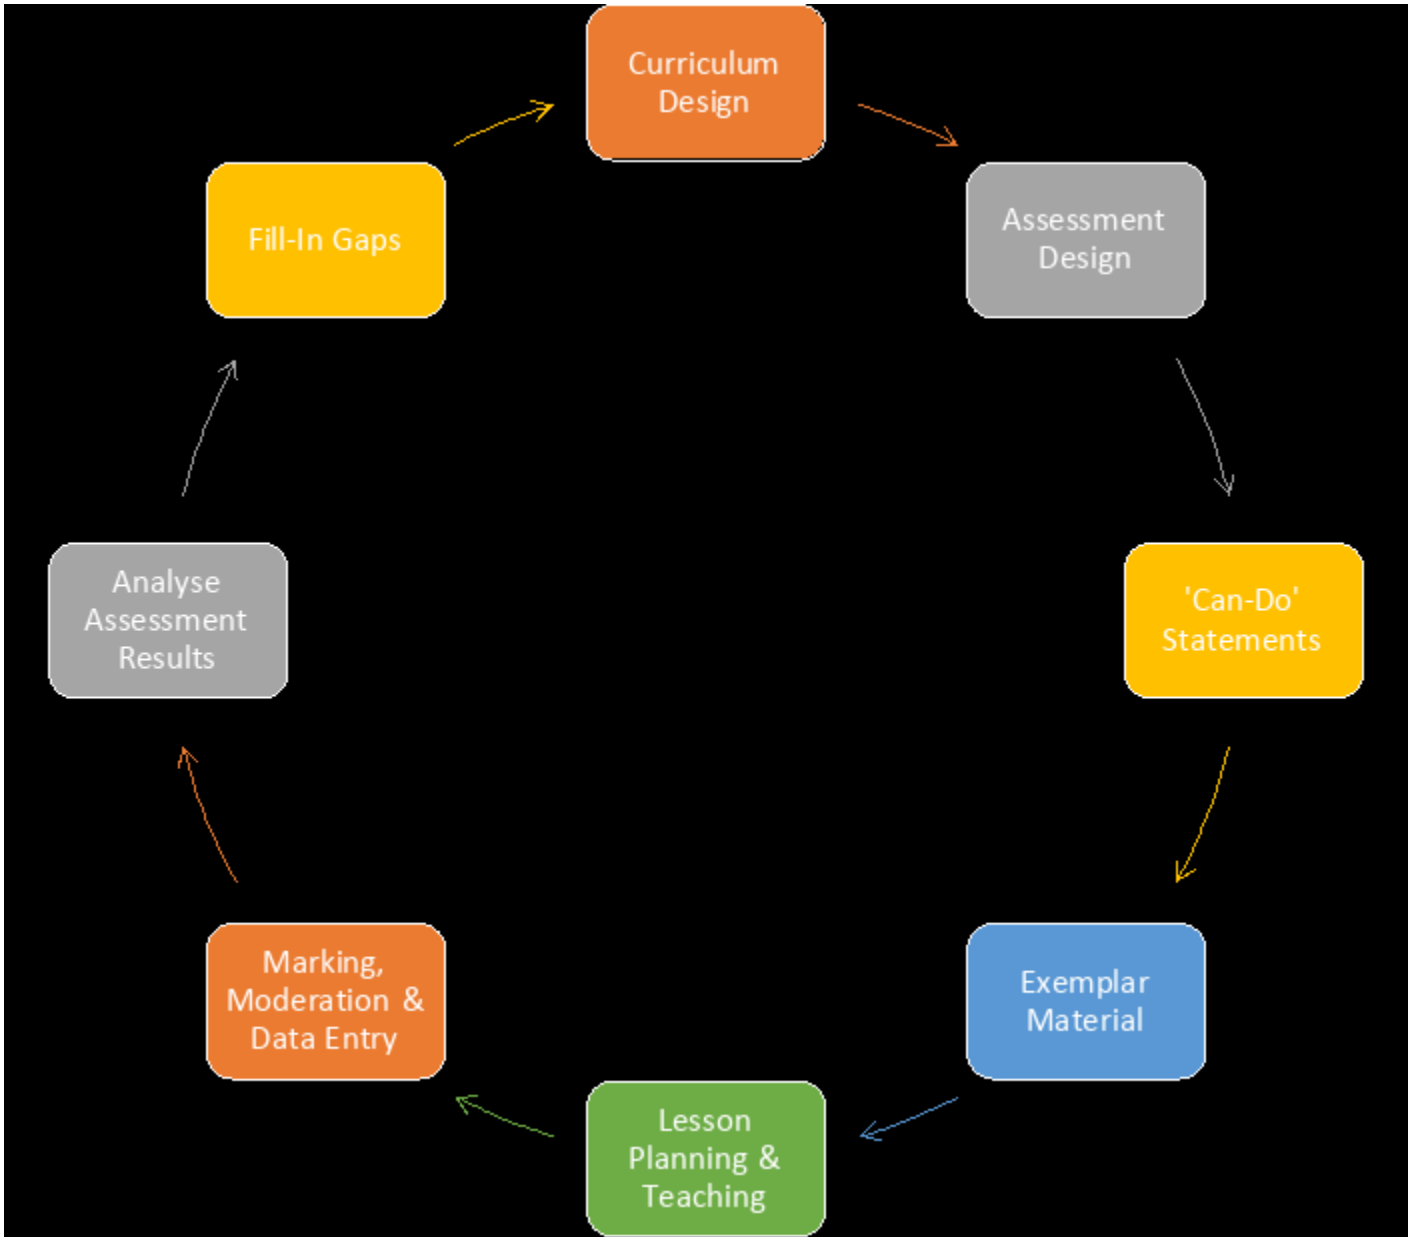 Curriculum
Design
Assessment
Design
'Can-Do'
Statements
Exemplar
Material
Lesson
Planning &
Teaching
Marking,
Moderation &
Data Entry
Analyse
Assessment
Results
Fill-In Gaps